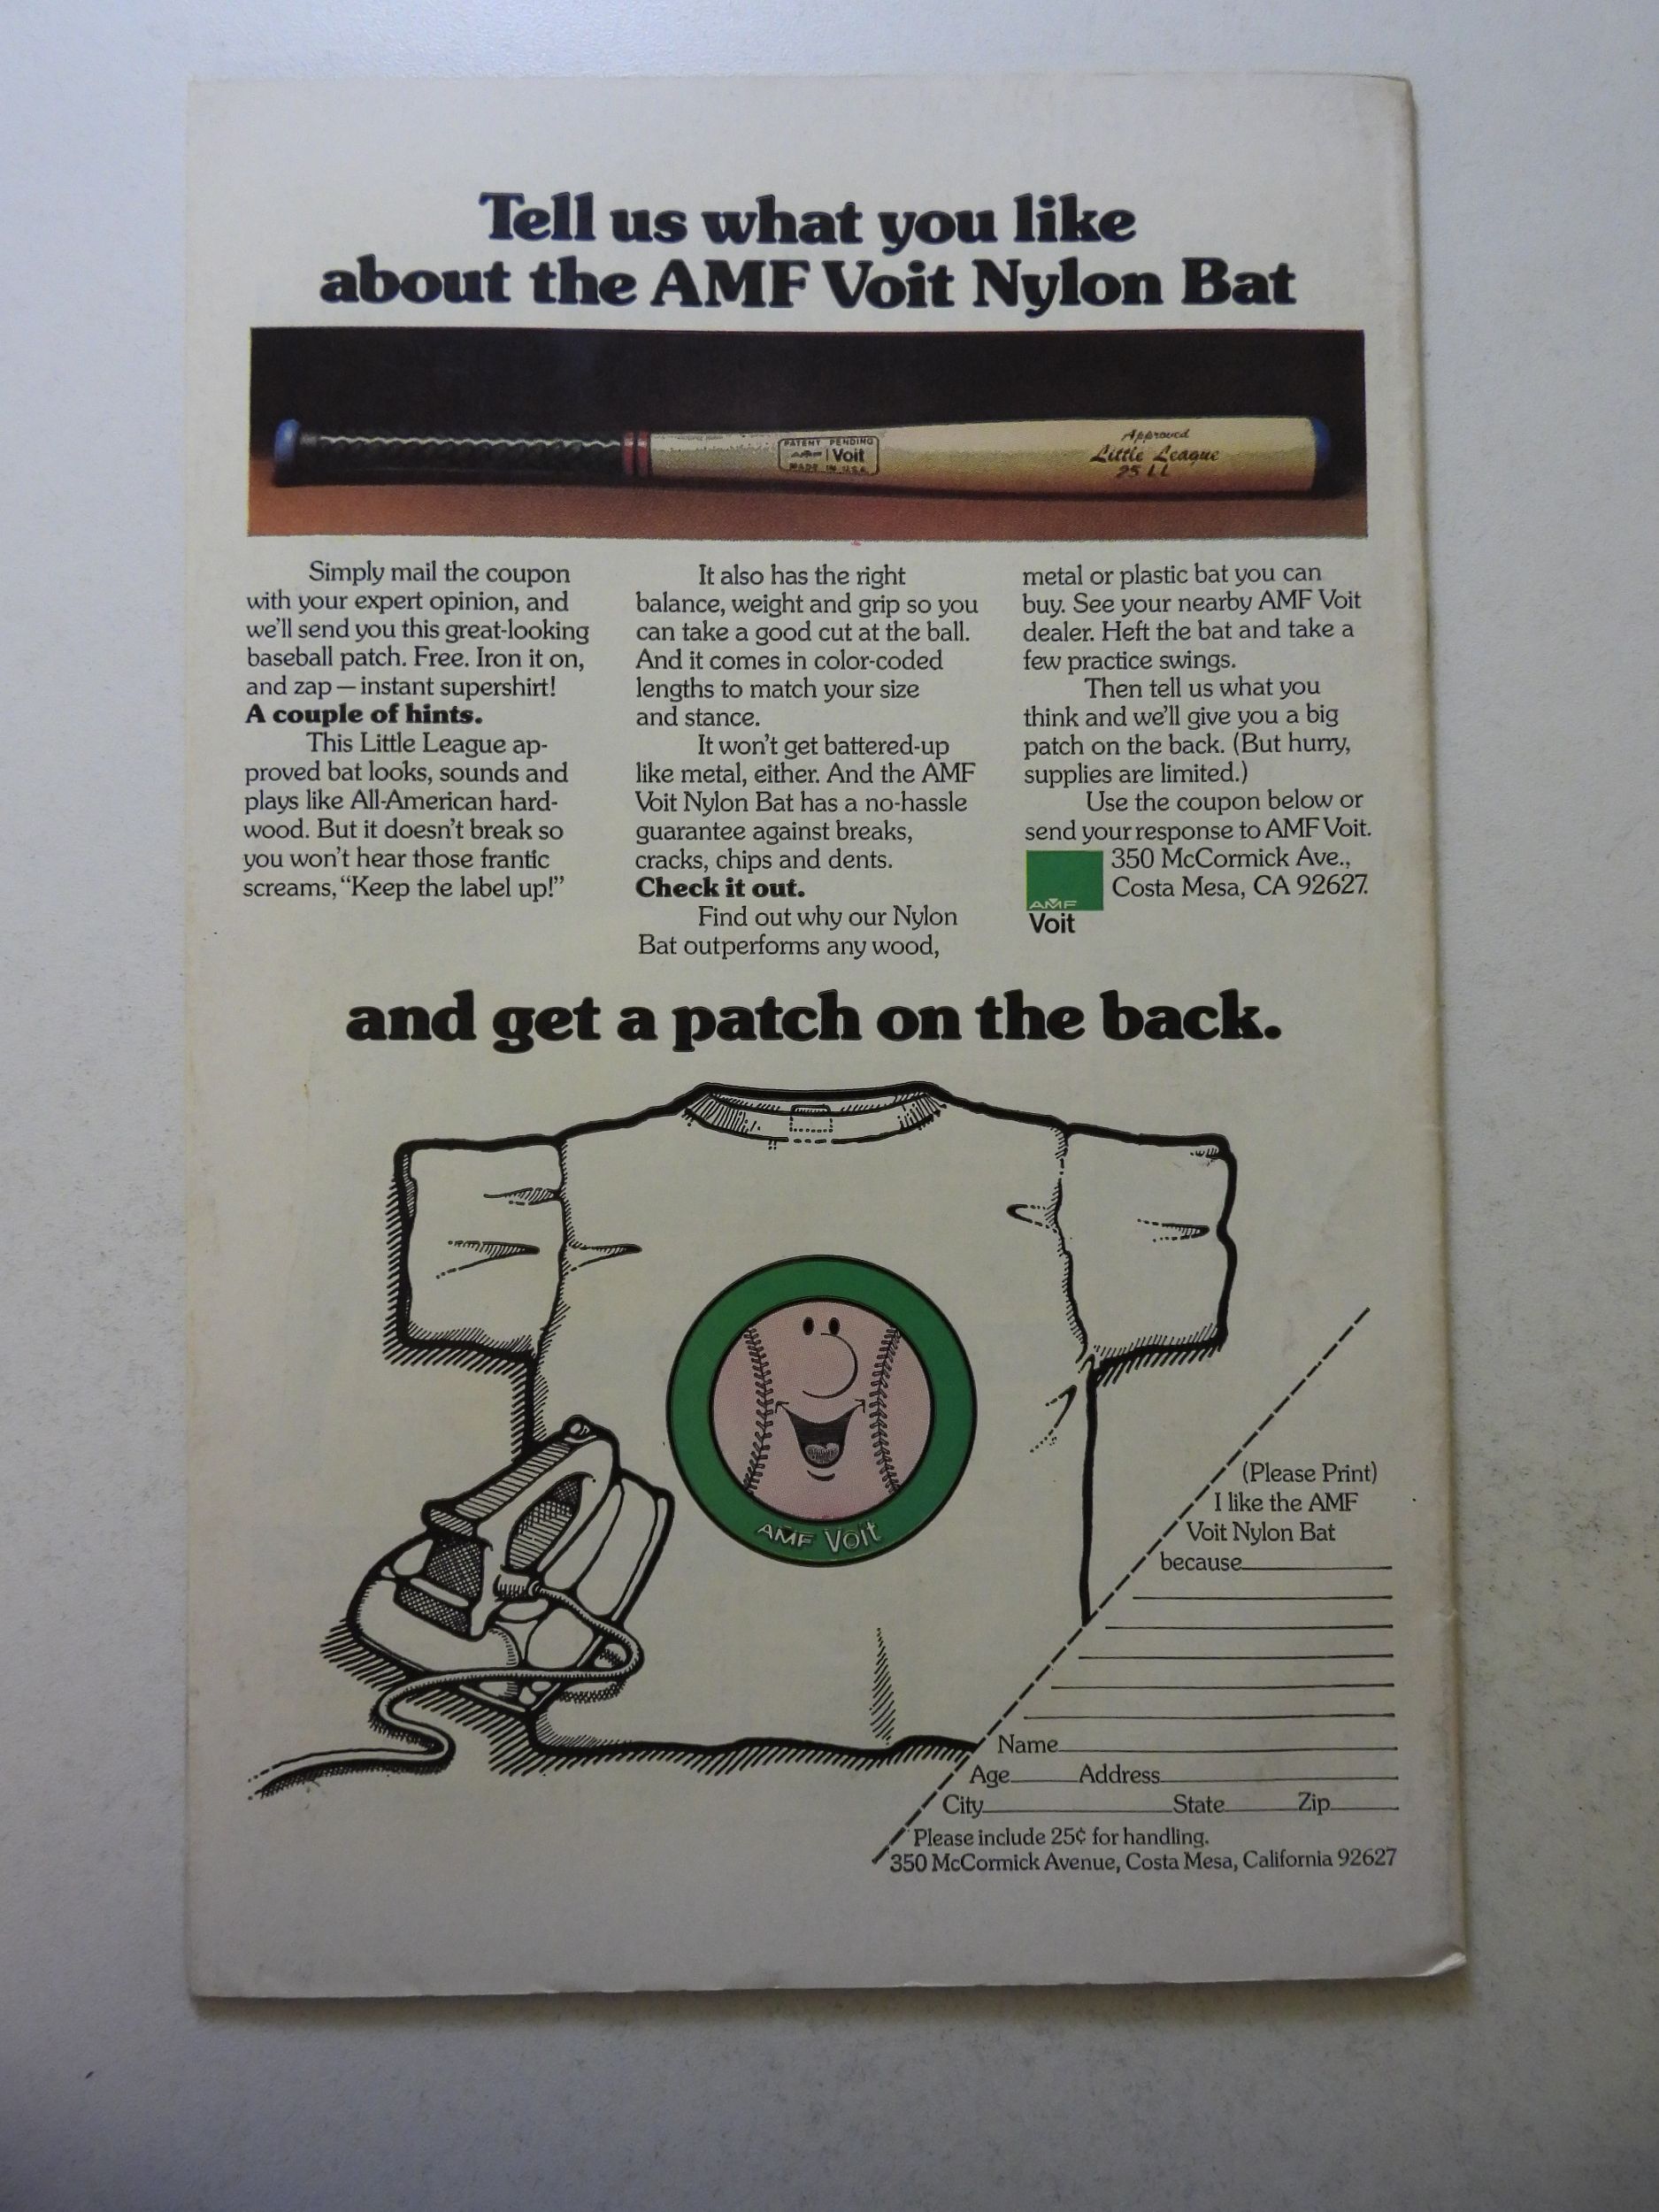 Tell us what you like
about the AMF Voit Nylon Bat
PATENT PENDING
AMF Voit
MADE IN U.S.A.
Approved
Little League
25 LL
Simply mail the coupon
with your expert opinion, and
we'll send you this great-looking
baseball patch. Free. Iron it on,
and zap — instant supershirt!
A couple of hints.
This Little League ap-
proved bat looks, sounds and
plays like All-American hard-
wood. But it doesn't break so
you won't hear those frantic
screams, “Keep the label up!”
It also has the right
balance, weight and grip so you
can take a good cut at the ball.
And it comes in color-coded
lengths to match your size
and stance.
It won't get battered-up
like metal, either. And the AMF
Voit Nylon Bat has a no-hassle
guarantee against breaks,
cracks, chips and dents.
Check it out.
Find out why our Nylon
Bat outperforms any wood,
metal or plastic bat you can
buy. See your nearby AMF Voit
dealer. Heft the bat and take a
few practice swings.
Then tell us what you
think and we'll give you a big
patch on the back. (But hurry,
supplies are limited.)
Use the coupon below or
send your response to AMF Voit.
350 McCormick Ave.,
Costa Mesa, CA 92627.
AMF
Voit
and get a patch on the back.
AMF Voit
(Please Print)
I like the AMF
Voit Nylon Bat
because
Name
Age Address
City State Zip
Please include 25¢ for handling.
350 McCormick Avenue, Costa Mesa, California 92627